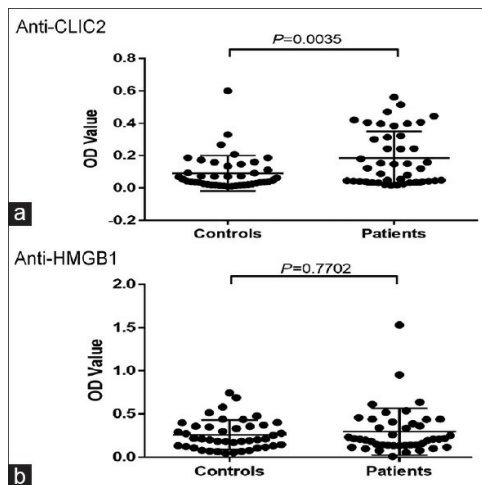 Anti-CLIC2
P=0.0035
0.8
0.6
0.4
0.2
0.0
-0.2
OD Value
Controls Patients
a
Anti-HMGB1
P=0.7702
2.0
1.5
1.0
0.5
0.0
OD Value
Controls Patients
b